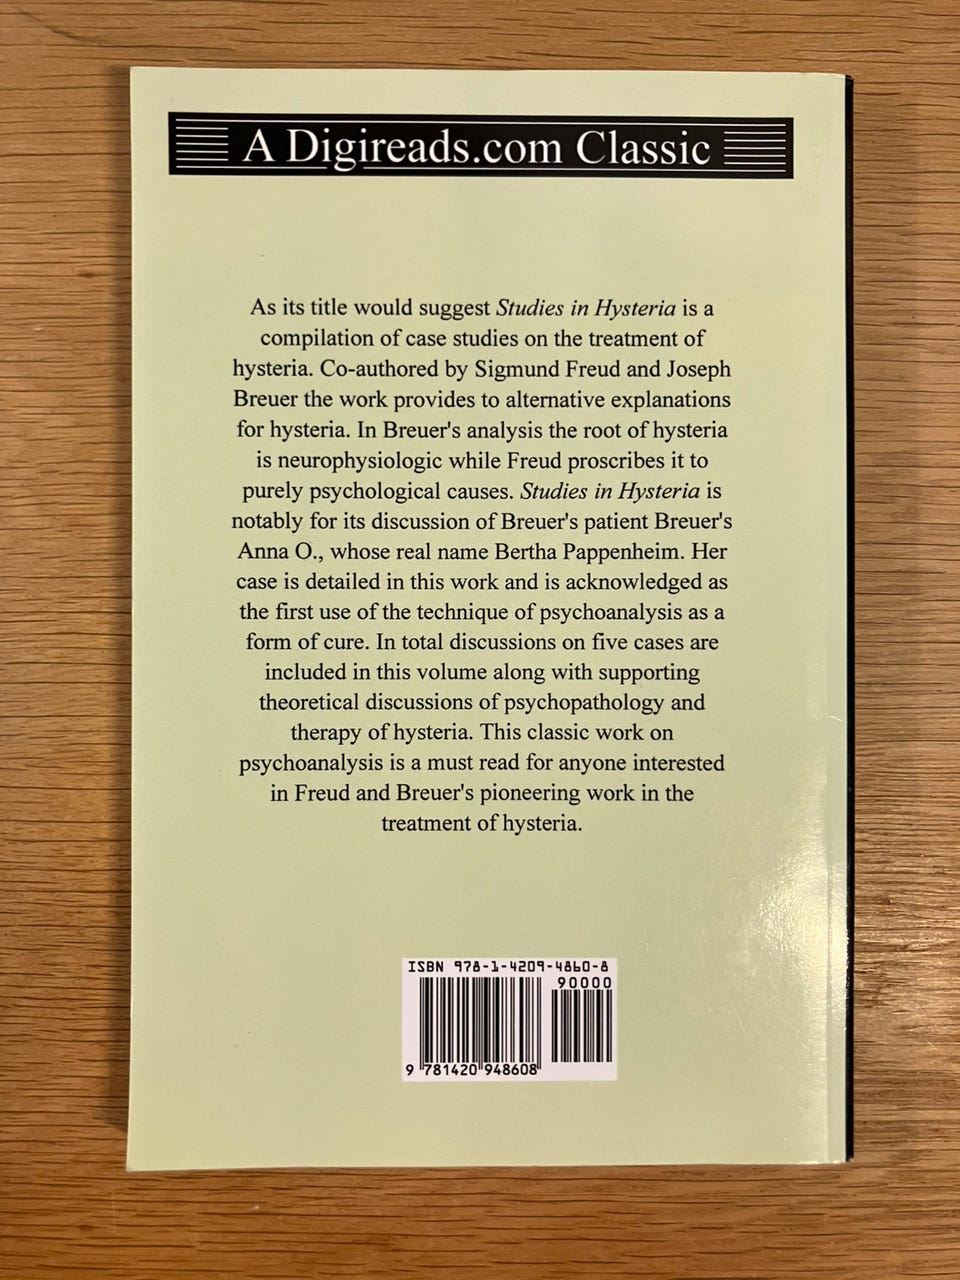 A Digireads.com Classic
As its title would suggest Studies in Hysteria is a
compilation of case studies on the treatment of
hysteria. Co-authored by Sigmund Freud and Joseph
Breuer the work provides to alternative explanations
for hysteria. In Breuer's analysis the root of hysteria
is neurophysiologic while Freud proscribes it to
purely psychological causes. Studies in Hysteria is
notably for its discussion of Breuer's patient Breuer's
Anna O., whose real name Bertha Pappenheim. Her
case is detailed in this work and is acknowledged as
the first use of the technique of psychoanalysis as a
form of cure. In total discussions on five cases are
included in this volume along with supporting
theoretical discussions of psychopathology and
therapy of hysteria. This classic work on
psychoanalysis is a must read for anyone interested
in Freud and Breuer's pioneering work in the
treatment of hysteria.
ISBN 978-1-4209-4860-8
90000
9 781420 948608